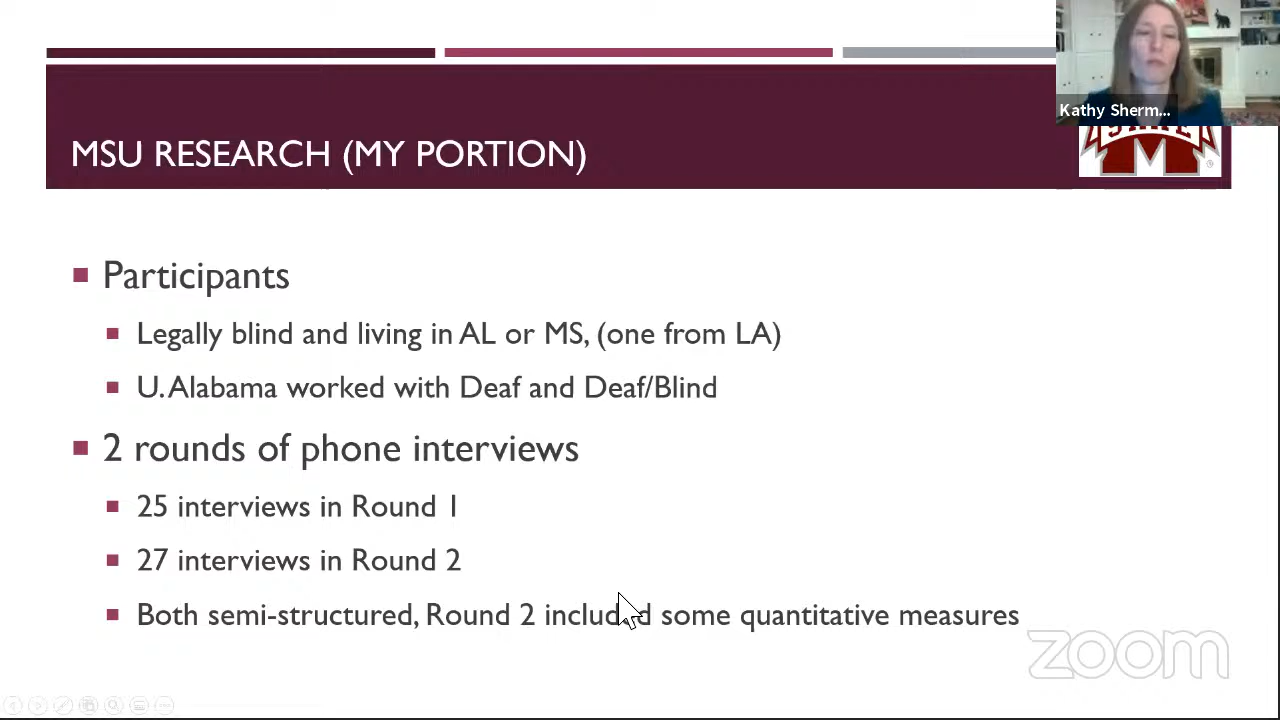 Kathy Sherm...
MSU RESEARCH (MY PORTION)
STATE
Participants
Legally blind and living in AL or MS, (one from LA)
U. Alabama worked with Deaf and Deaf/Blind
2 rounds of phone interviews
25 interviews in Round 1
27 interviews in Round 2
Both semi-structured, Round 2 included some quantitative measures
zoom